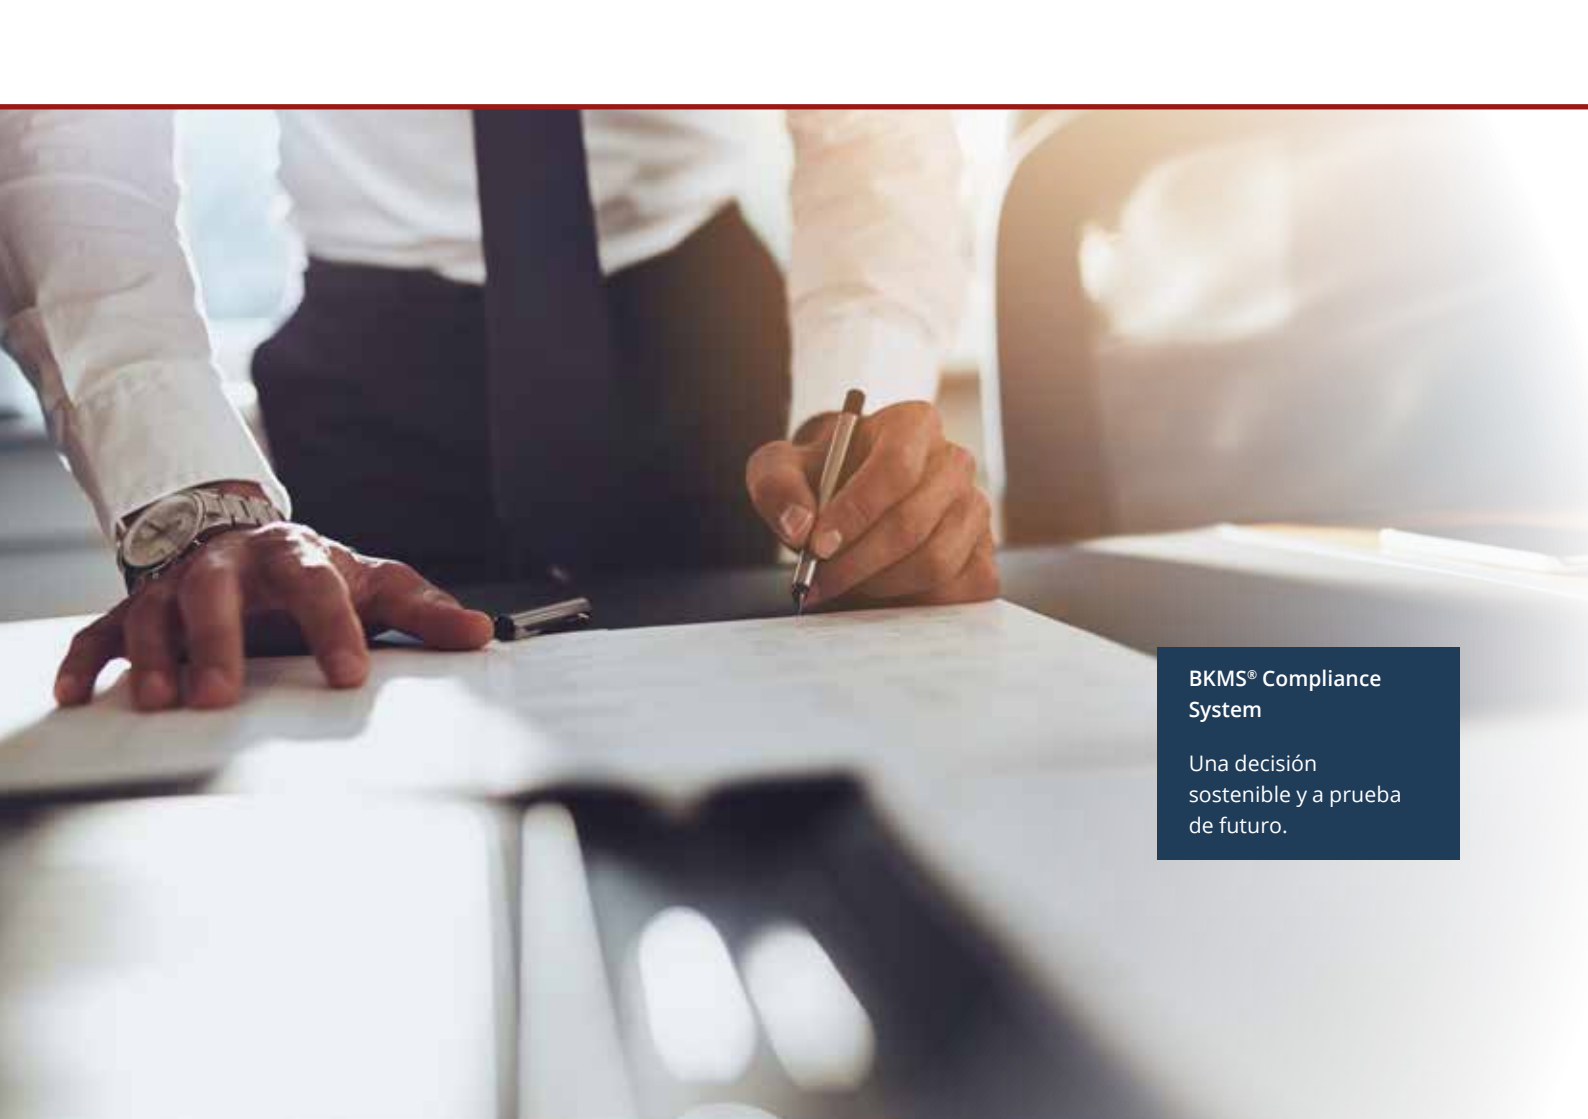 BKMS® Compliance
System
Una decisión
sostenible y a prueba
de futuro.